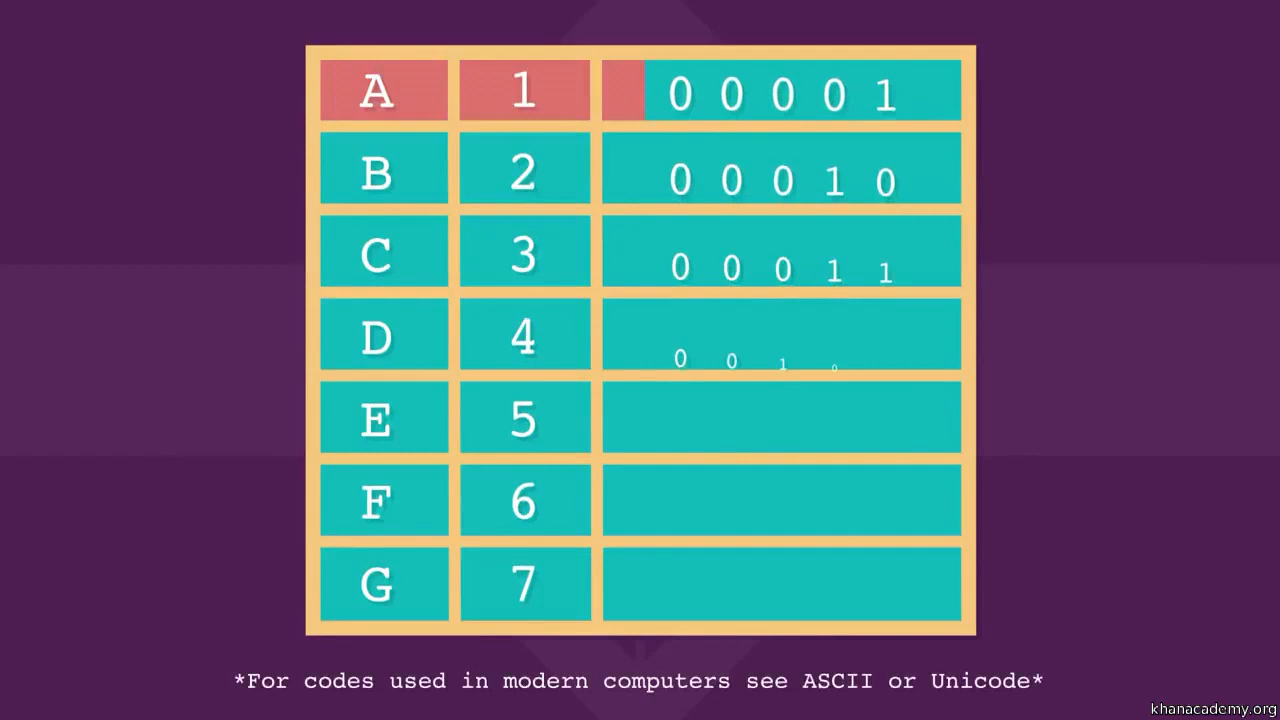 A 1 0 0 0 0 1
B 2 0 0 0 1 0
C 3 0 0 0 1 1
D 4 0 0 1 0
E 5
F 6
G 7
*For codes used in modern computers see ASCII or Unicode*
khanacademy.org